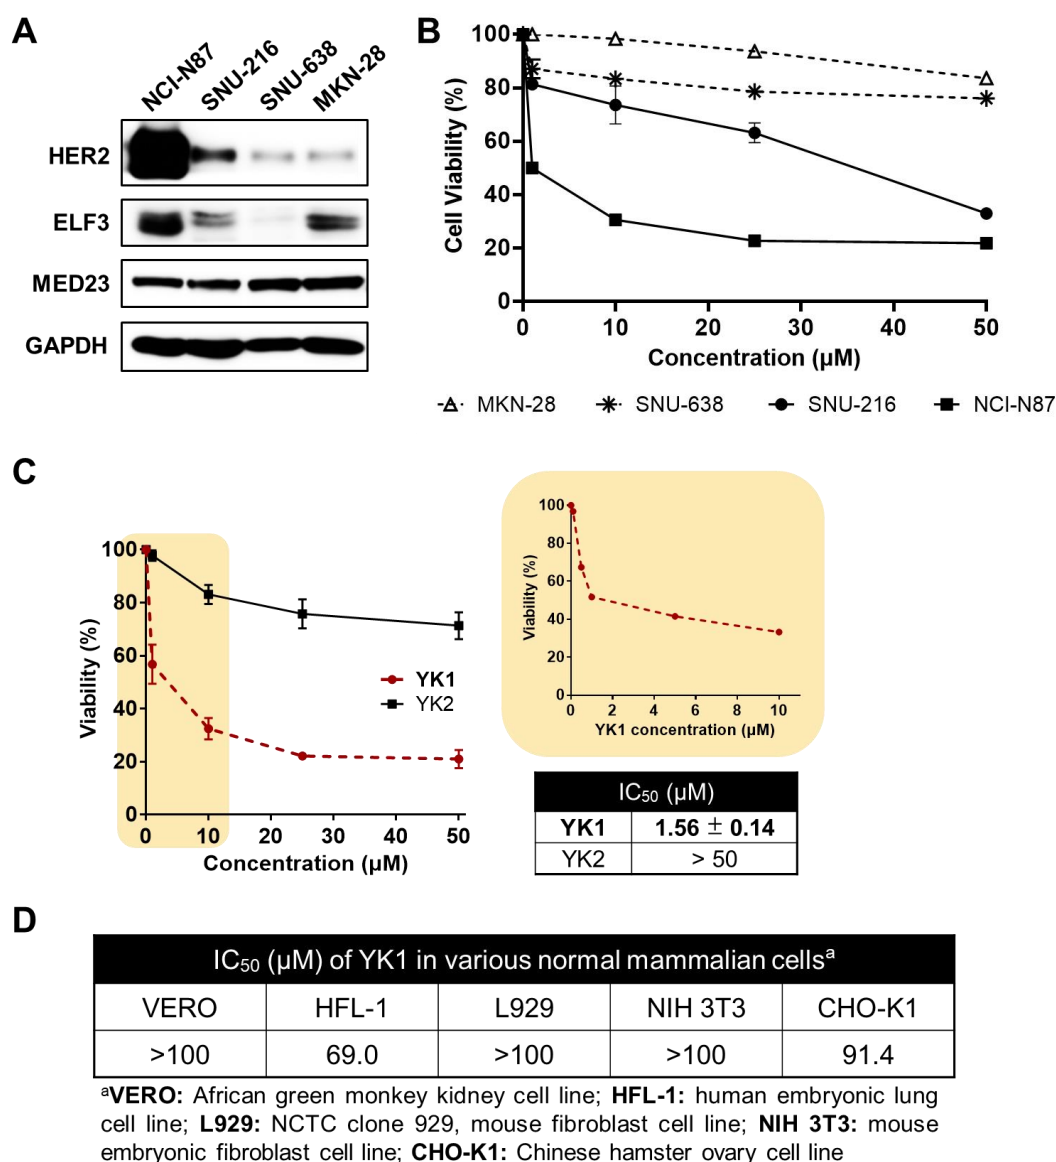 A
NCI-N87
SNU-216
SNU-638
MKN-28
HER2
ELF3
MED23
GAPDH
B
Cell Viability (%)
100
80
60
40
20
0
0 10 20 30 40 50
Concentration (µM)
MKN-28 SNU-638 SNU-216 NCI-N87
C
Viability (%)
100
80
60
40
20
0
0 10 20 30 40 50
Concentration (µM)
YK1
YK2
Viability (%)
100
80
60
40
20
0
0 2 4 6 8 10
YK1 concentration (µM)
IC50 (µM)
YK1 1.56 ± 0.14
YK2 > 50
D
IC50 (µM) of YK1 in various normal mammalian cellsa
VERO HFL-1 L929 NIH 3T3 CHO-K1
>100 69.0 >100 >100 91.4
aVERO: African green monkey kidney cell line; HFL-1: human embryonic lung
cell line; L929: NCTC clone 929, mouse fibroblast cell line; NIH 3T3: mouse
embryonic fibroblast cell line; CHO-K1: Chinese hamster ovary cell line